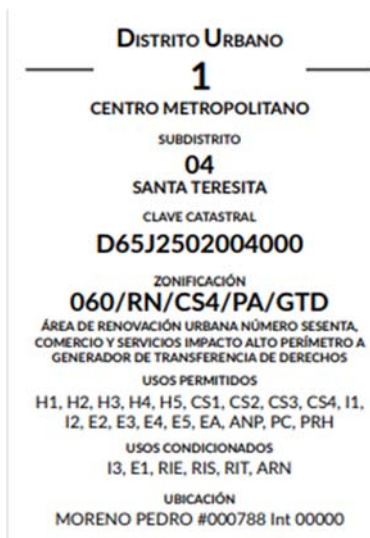 DISTRITO URBANO
1
CENTRO METROPOLITANO
SUBDISTRITO
04
SANTA TERESITA
CLAVE CATASTRAL
D65J2502004000
ZONIFICACIÓN
060/RN/CS4/PA/GTD
ÁREA DE RENOVACIÓN URBANA NÚMERO SESENTA,
COMERCIO Y SERVICIOS IMPACTO ALTO PERÍMETRO A
GENERADOR DE TRANSFERENCIA DE DERECHOS
USOS PERMITIDOS
H1, H2, H3, H4, H5, CS1, CS2, CS3, CS4, I1,
I2, E2, E3, E4, E5, EA, ANP, PC, PRH
USOS CONDICIONADOS
I3, E1, RIE, RIS, RIT, ARN
UBICACIÓN
MORENO PEDRO #000788 Int 00000